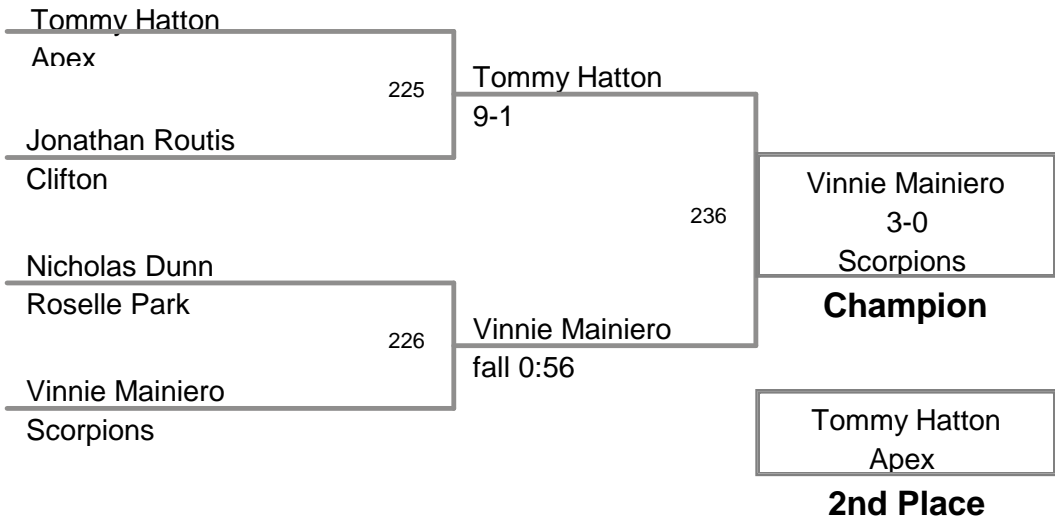 Tommy Hatton
Apex
225
Jonathan Routis
Clifton
Tommy Hatton
9-1
Nicholas Dunn
Roselle Park
226
Vinnie Mainiero
Scorpions
Vinnie Mainiero
fall 0:56
236
Vinnie Mainiero
3-0
Scorpions
Champion
Tommy Hatton
Apex
2nd Place